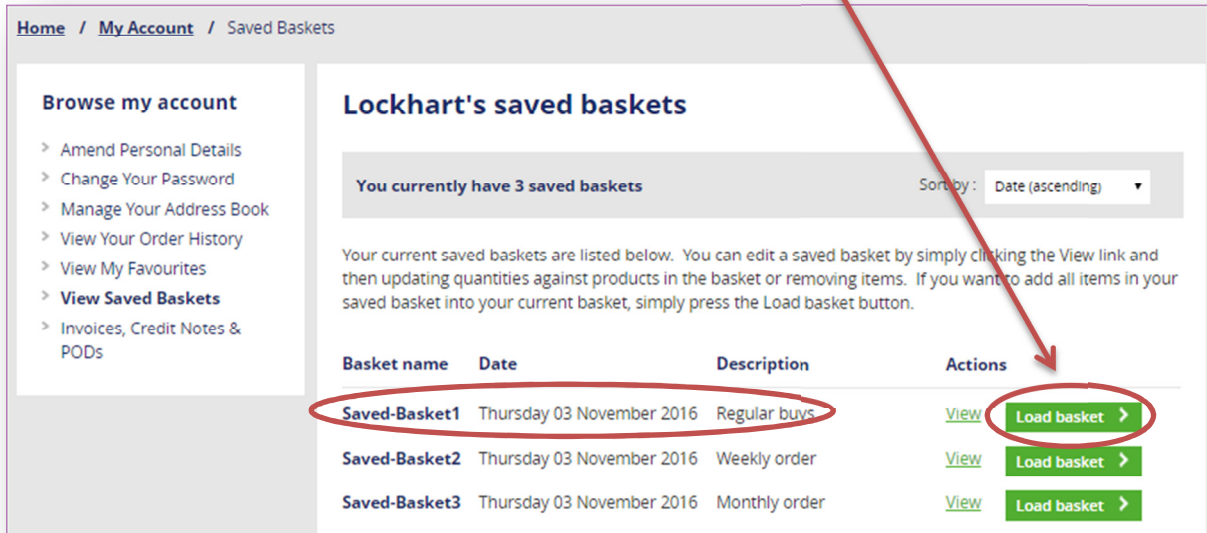 Home / My Account / Saved Baskets
Browse my account
> Amend Personal Details
> Change Your Password
> Manage Your Address Book
> View Your Order History
> View My Favourites
> View Saved Baskets
> Invoices, Credit Notes &
PODs
Lockhart's saved baskets
You currently have 3 saved baskets Sort by : Date (ascending)
Your current saved baskets are listed below. You can edit a saved basket by simply clicking the View link and
then updating quantities against products in the basket or removing items. If you want to add all items in your
saved basket into your current basket, simply press the Load basket button.
Basket name Date Description Actions
Saved-Basket1 Thursday 03 November 2016 Regular buys View Load basket >
Saved-Basket2 Thursday 03 November 2016 Weekly order View Load basket >
Saved-Basket3 Thursday 03 November 2016 Monthly order View Load basket >